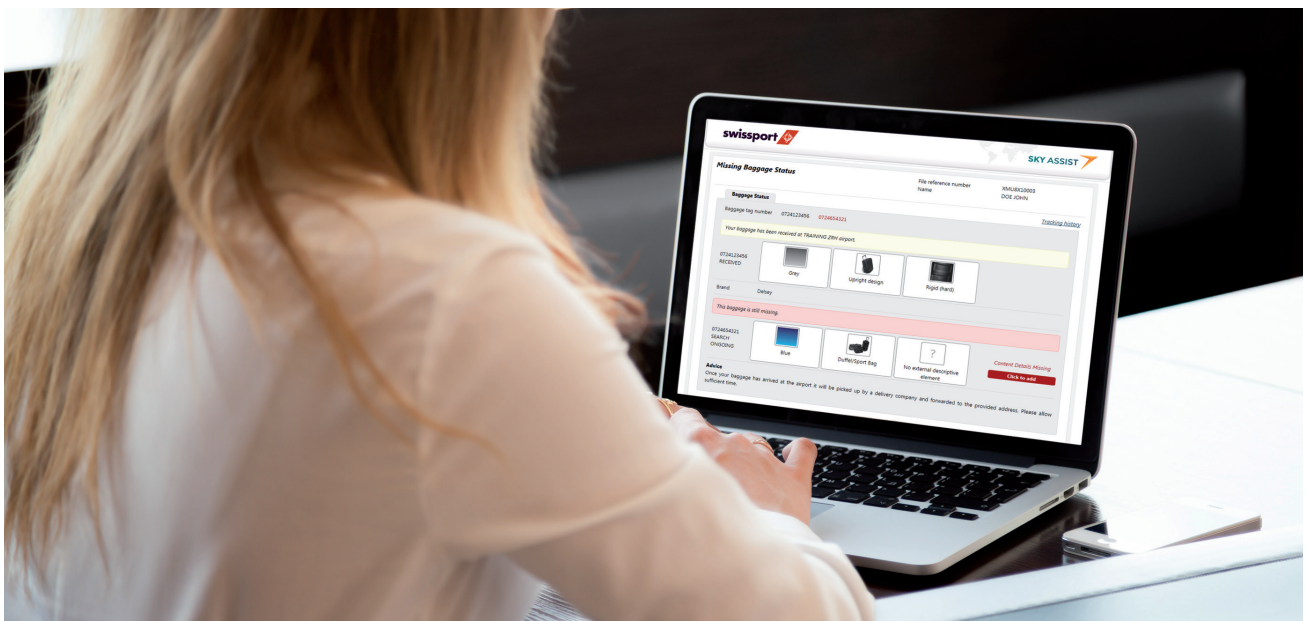 swissport
SKY ASSIST
Missing Baggage Status
File reference number XMUBX10003
Name DOE JOHN
Baggage Status
Tracking history
Baggage tag number 0724123456 0724654321
Your baggage has been received at TRAINING ZRH airport.
0724123456
RECEIVED
Grey
Upright design
Rigid (hard)
Brand Delsey
This baggage is still missing.
0724654321
SEARCH
ONGOING
Blue
Duffel/Sport Bag
?
No external descriptive
element
Content Details Missing
Click to add
Advice
Once your baggage has arrived at the airport it will be picked up by a delivery company and forwarded to the provided address. Please allow
sufficient time.